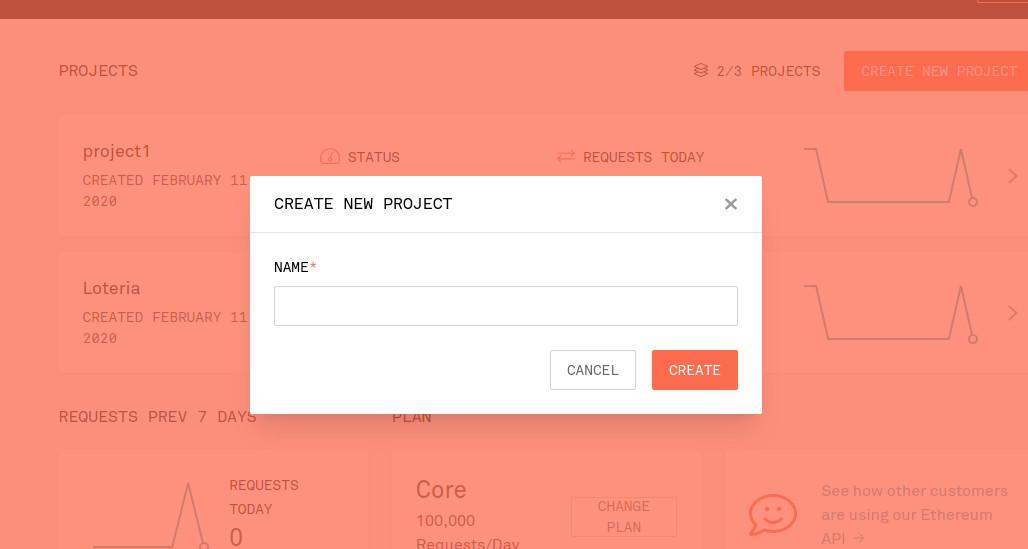 PROJECTS
2/3 PROJECTS
CREATE NEW PROJECT
project1
CREATED FEBRUARY 11
2020
STATUS
REQUESTS TODAY
CREATE NEW PROJECT
NAME*
CANCEL
CREATE
Loteria
CREATED FEBRUARY 11
2020
REQUESTS PREV 7 DAYS
PLAN
REQUESTS
TODAY
0
Core
100,000
Requests/Day
CHANGE
PLAN
See how other customers
are using our Ethereum
API →